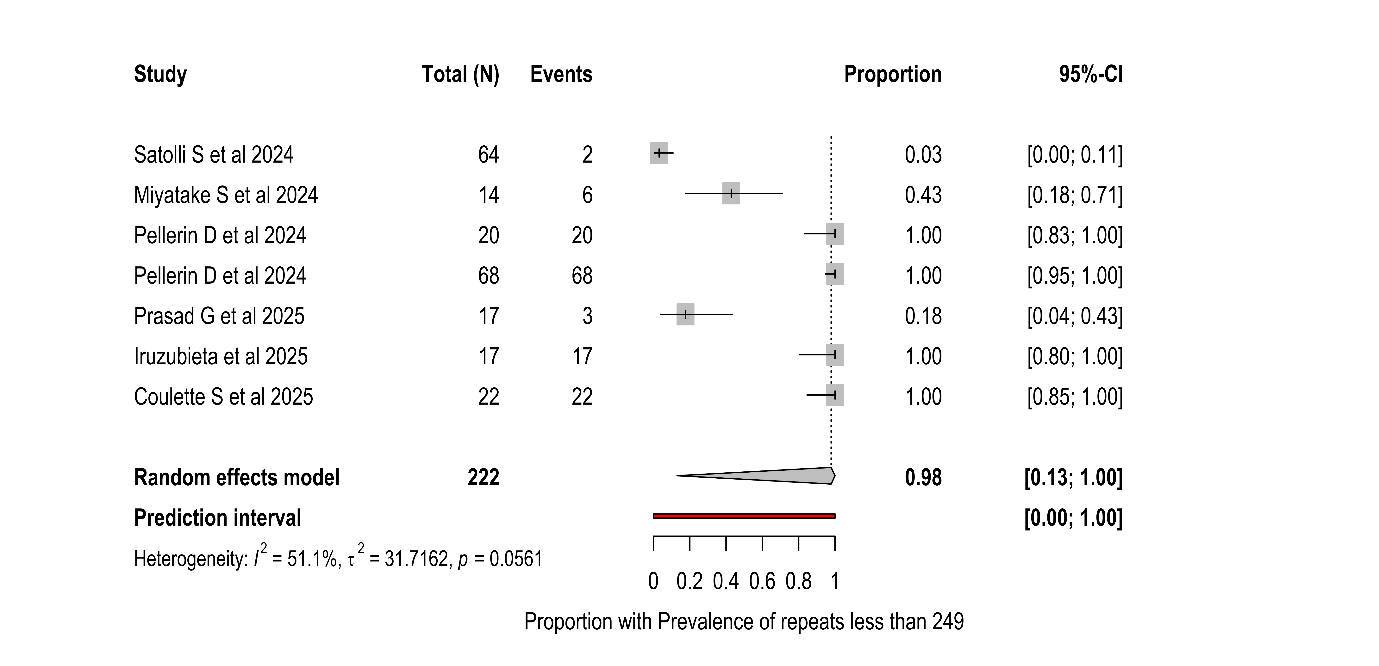 Study Total (N) Events Proportion 95%-CI
Satolli S et al 2024 64 2 0.03 [0.00; 0.11]
Miyatake S et al 2024 14 6 0.43 [0.18; 0.71]
Pellerin D et al 2024 20 20 1.00 [0.83; 1.00]
Pellerin D et al 2024 68 68 1.00 [0.95; 1.00]
Prasad G et al 2025 17 3 0.18 [0.04; 0.43]
Iruzubieta et al 2025 17 17 1.00 [0.80; 1.00]
Coulette S et al 2025 22 22 1.00 [0.85; 1.00]
Random effects model 222 0.98 [0.13; 1.00]
Prediction interval [0.00; 1.00]
Heterogeneity: I² = 51.1%, τ² = 31.7162, p = 0.0561
0 0.2 0.4 0.6 0.8 1
Proportion with Prevalence of repeats less than 249